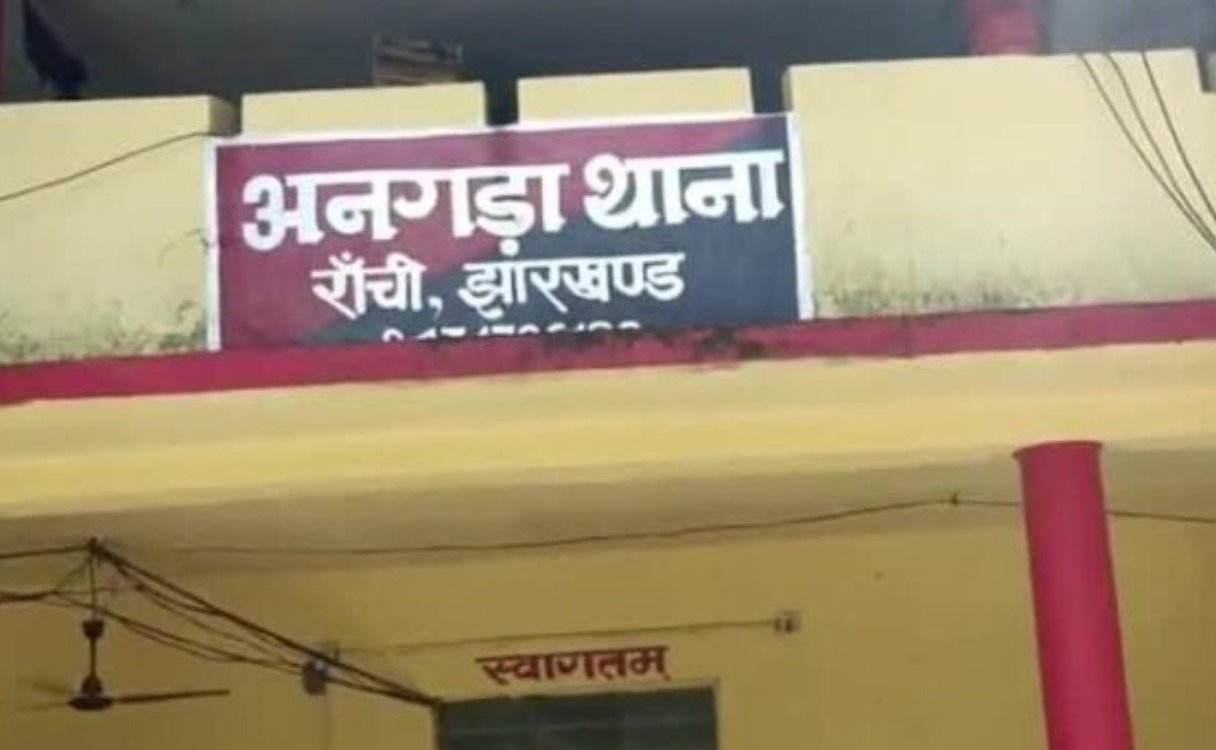 अनगड़ा थाना
राँची, झारखण्ड
स्वागतम्